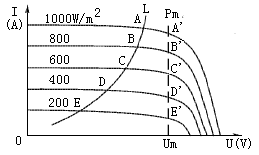 I
(A)
L
Pm.
1000W/m²
A
A'
800
B
B'
600
C
C'
400
D
D'
200
E
E'
0
Um
U(V)